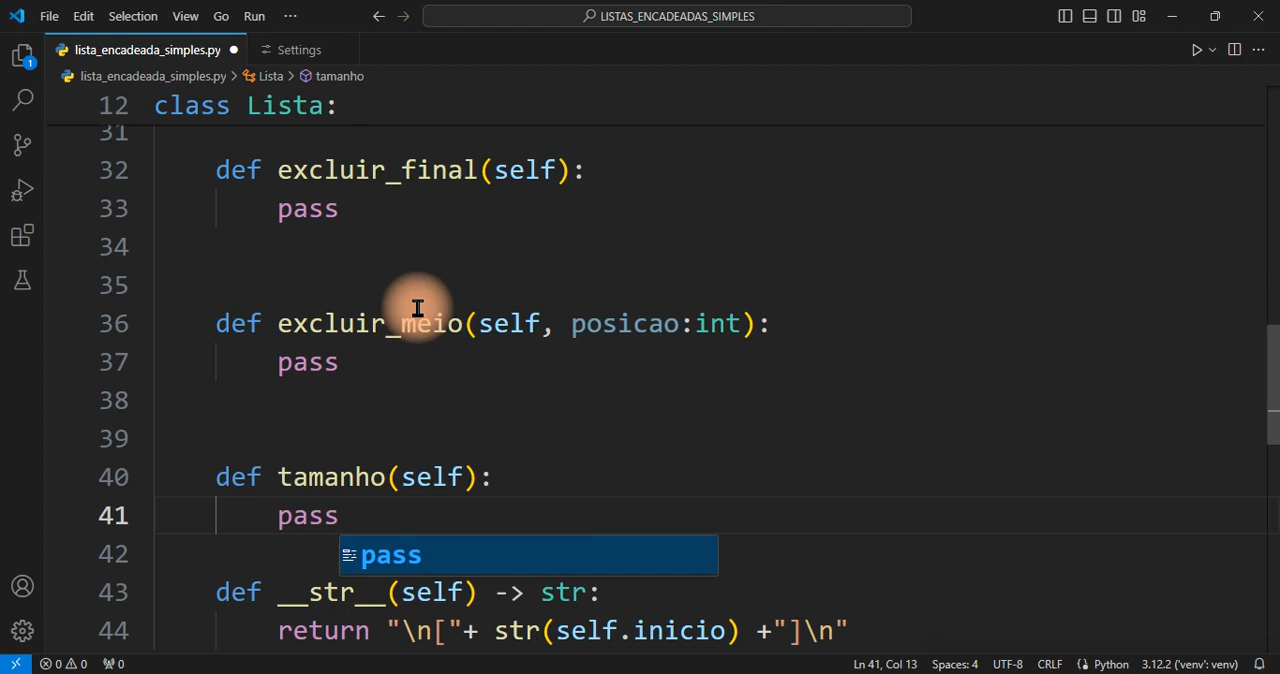 File Edit Selection View Go Run ··· LISTAS_ENCADEADAS_SIMPLES
lista_encadeada_simples.py Settings
lista_encadeada_simples.py > Lista > tamanho
12 class Lista:
31
32 def excluir_final(self):
33 pass
34
35
36 def excluir_meio(self, posicao:int):
37 pass
38
39
40 def tamanho(self):
41 pass
42 pass
43 def __str__(self) -> str:
44 return "\n["+ str(self.inicio) +"]\n"
1
0 0 0 Ln 41, Col 13 Spaces: 4 UTF-8 CRLF Python 3.12.2 ('venv': venv)